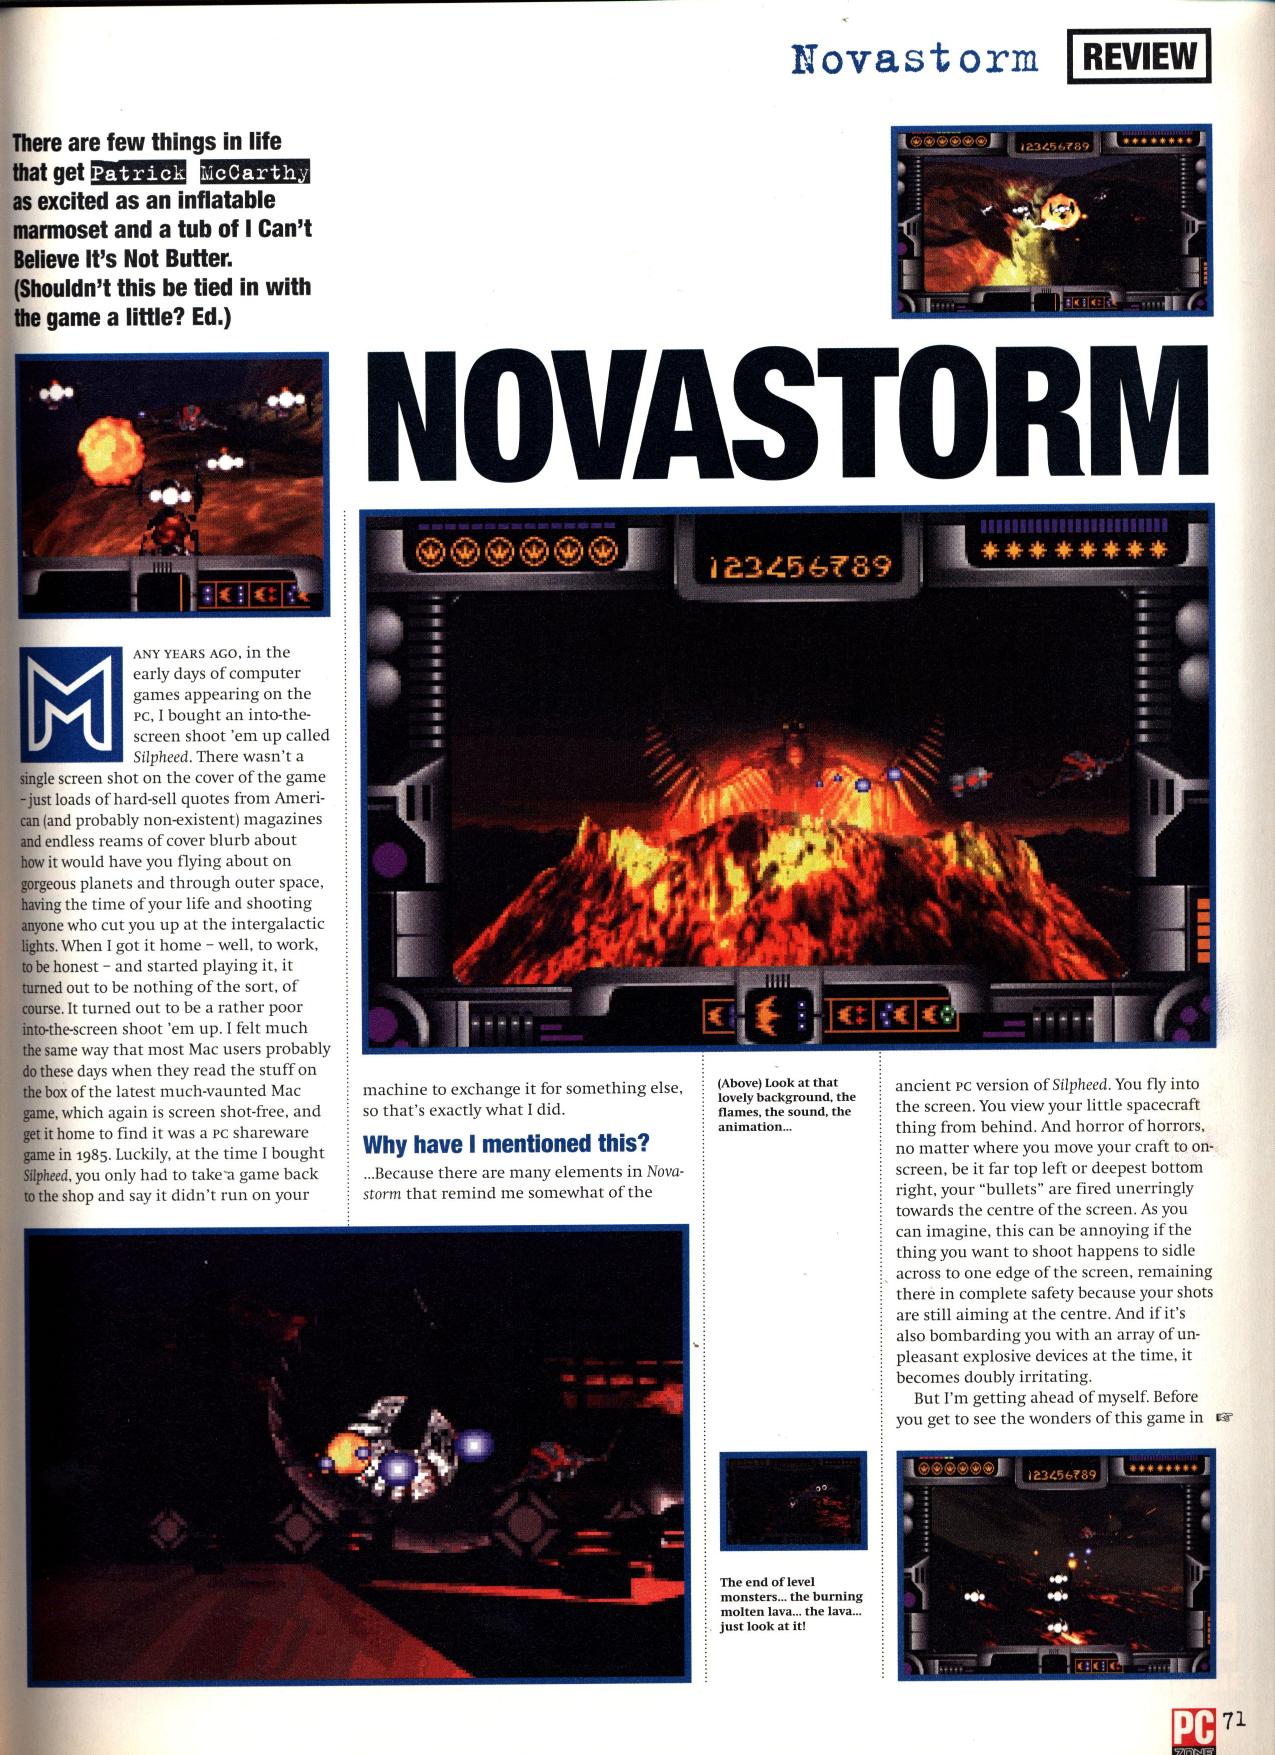 Novastorm REVIEW
There are few things in life
that get Patrick McCarthy
as excited as an inflatable
marmoset and a tub of I Can't
Believe It's Not Butter.
(Shouldn't this be tied in with
the game a little? Ed.)
123456789
NOVASTORM
123456789
MANY YEARS AGO, in the
early days of computer
games appearing on the
PC, I bought an into-the-
screen shoot 'em up called
Silpheed. There wasn't a
single screen shot on the cover of the game
– just loads of hard-sell quotes from Ameri-
can (and probably non-existent) magazines
and endless reams of cover blurb about
how it would have you flying about on
gorgeous planets and through outer space,
having the time of your life and shooting
anyone who cut you up at the intergalactic
lights. When I got it home – well, to work,
to be honest – and started playing it, it
turned out to be nothing of the sort, of
course. It turned out to be a rather poor
into-the-screen shoot 'em up. I felt much
the same way that most Mac users probably
do these days when they read the stuff on
the box of the latest much-vaunted Mac
game, which again is screen shot-free, and
get it home to find it was a PC shareware
game in 1985. Luckily, at the time I bought
Silpheed, you only had to take a game back
to the shop and say it didn't run on your
machine to exchange it for something else,
so that's exactly what I did.
Why have I mentioned this?
...Because there are many elements in Nova-
storm that remind me somewhat of the
(Above) Look at that
lovely background, the
flames, the sound, the
animation...
ancient PC version of Silpheed. You fly into
the screen. You view your little spacecraft
thing from behind. And horror of horrors,
no matter where you move your craft to on-
screen, be it far top left or deepest bottom
right, your "bullets" are fired unerringly
towards the centre of the screen. As you
can imagine, this can be annoying if the
thing you want to shoot happens to sidle
across to one edge of the screen, remaining
there in complete safety because your shots
are still aiming at the centre. And if it's
also bombarding you with an array of un-
pleasant explosive devices at the time, it
becomes doubly irritating.
But I'm getting ahead of myself. Before
you get to see the wonders of this game in
The end of level
monsters... the burning
molten lava... the lava...
just look at it!
123456789
PC ZONE 71